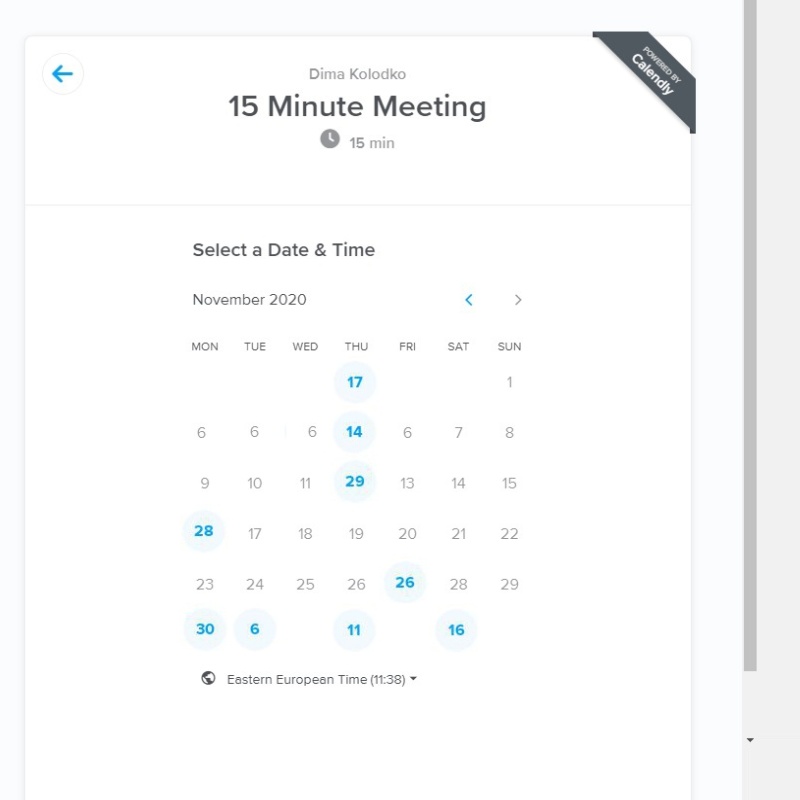 POWERED BY
Calendly
Dima Kolodko
15 Minute Meeting
15 min
Select a Date & Time
November 2020
MON TUE WED THU FRI SAT SUN
17 1
6 6 6 14 6 7 8
9 10 11 29 13 14 15
28 17 18 19 20 21 22
23 24 25 26 26 28 29
30 6 11 16
Eastern European Time (11:38)